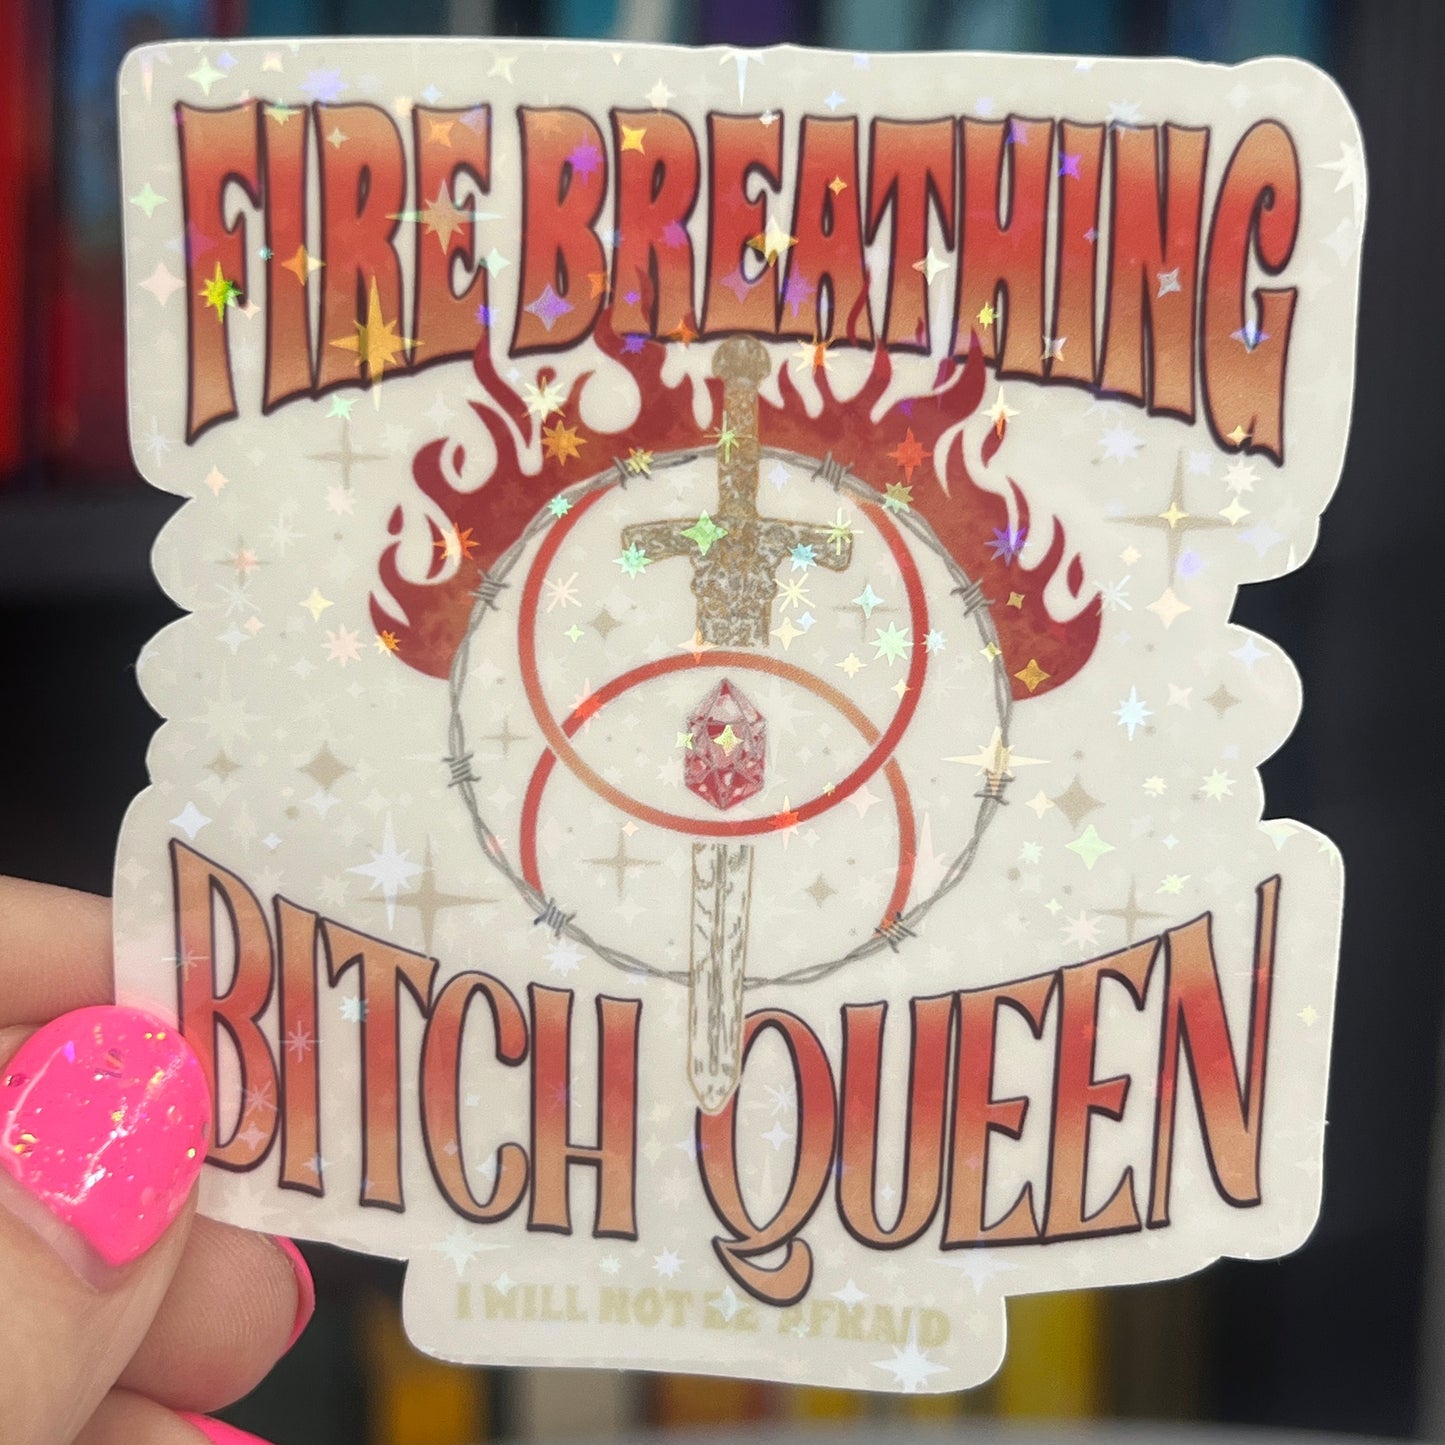 FIRE BREATHING
BITCH QUEEN
I WILL NOT BE AFRAID